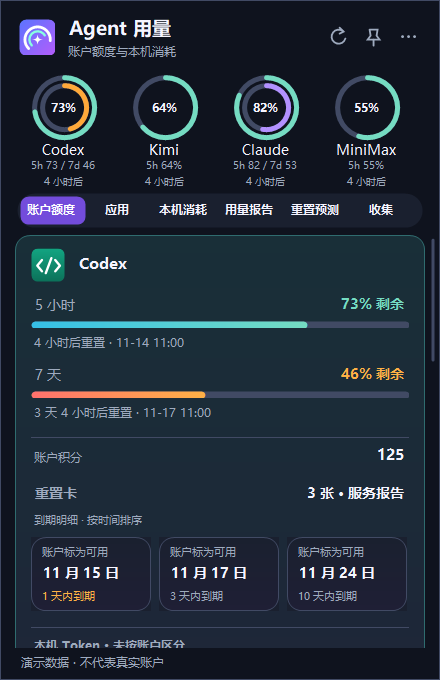 Agent 用量
账户额度与本机消耗
73% 64% 82% 55%
Codex Kimi Claude MiniMax
5h 73 / 7d 46 5h 64% 5h 82 / 7d 53 5h 55%
4 小时后 4 小时后 4 小时后 4 小时后
账户额度 应用 本机消耗 用量报告 重置预测 收集
</> Codex
5 小时 73% 剩余
4 小时后重置 · 11-14 11:00
7 天 46% 剩余
3 天 4 小时后重置 · 11-17 11:00
账户积分 125
重置卡 3 张 • 服务报告
到期明细 · 按时间排序
账户标为可用 账户标为可用 账户标为可用
11 月 15 日 11 月 17 日 11 月 24 日
1 天内到期 3 天内到期 10 天内到期
本机 Token • 未按账户区分
演示数据 · 不代表真实账户